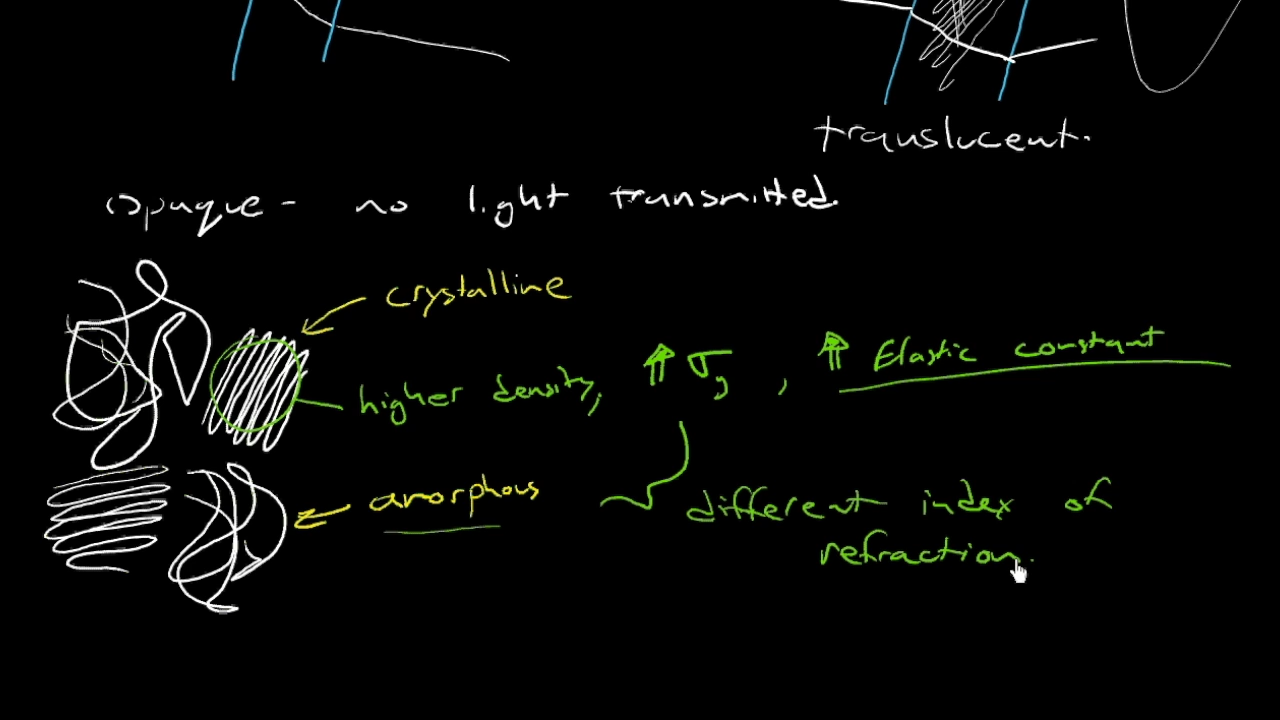 translucent.
opaque - no light transmitted.
crystalline
higher density, ⇑ σy , ⇑ Elastic constant
amorphous
different index of
refraction.